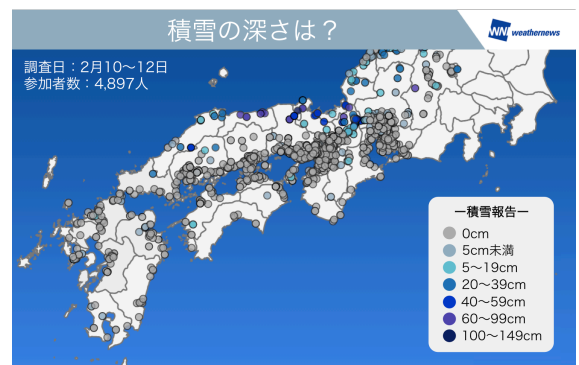 積雪の深さは？
WN weathernews
調査日：2月10〜12日
参加者数：4,897人
ー積雪報告ー
0cm
5cm未満
5〜19cm
20〜39cm
40〜59cm
60〜99cm
100〜149cm